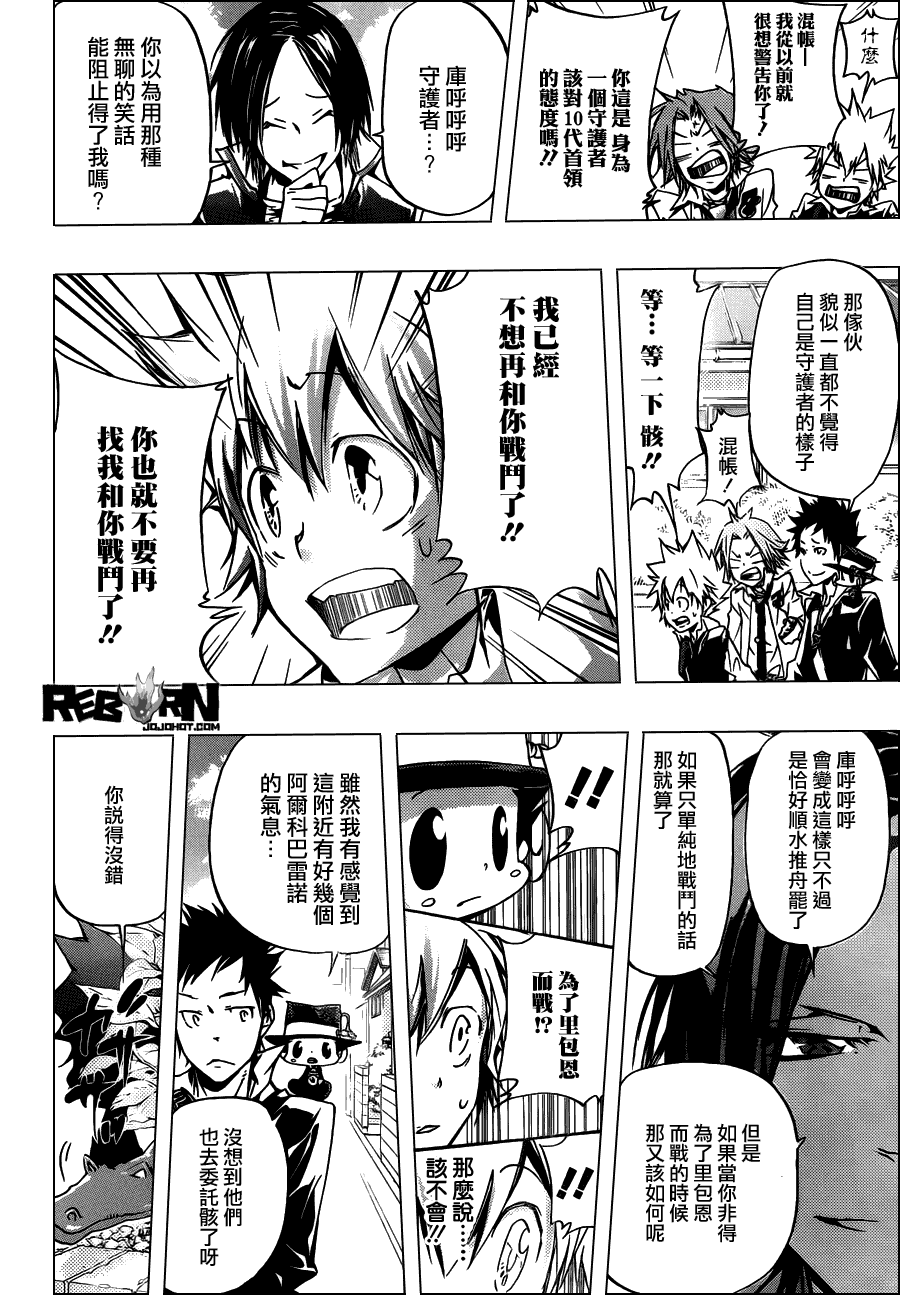 什麼
混帳—
我從以前就
很想警告你了！
你這是 身為
一個守護者
該對10代首領
的態度嗎!!
庫呼呼呼
守護者…？
你以為用那種
無聊的笑話
能阻止得了我嗎？
那傢伙
貌似一直都不覺得
自己是守護者的樣子
等… 等一下 骸!!
混帳！
我已經
不想再和你戰鬥了!!
你也就不要再
找我和你戰鬥了!!
REBORN
JOJOHOT.COM
庫呼呼呼
會變成這樣只不過
是恰好順水推舟罷了
如果只單純地戰鬥的話
那就算了
但是
如果當你非得
為了里包恩
而戰的時候
那又該如何呢
!!
為了里包恩
而戰!?
那麼說……
該不會!!
雖然我有感覺到
這附近有好幾個
阿爾科巴雷諾
的氣息…
沒想到他們
也去委託骸了呀
你說得沒錯